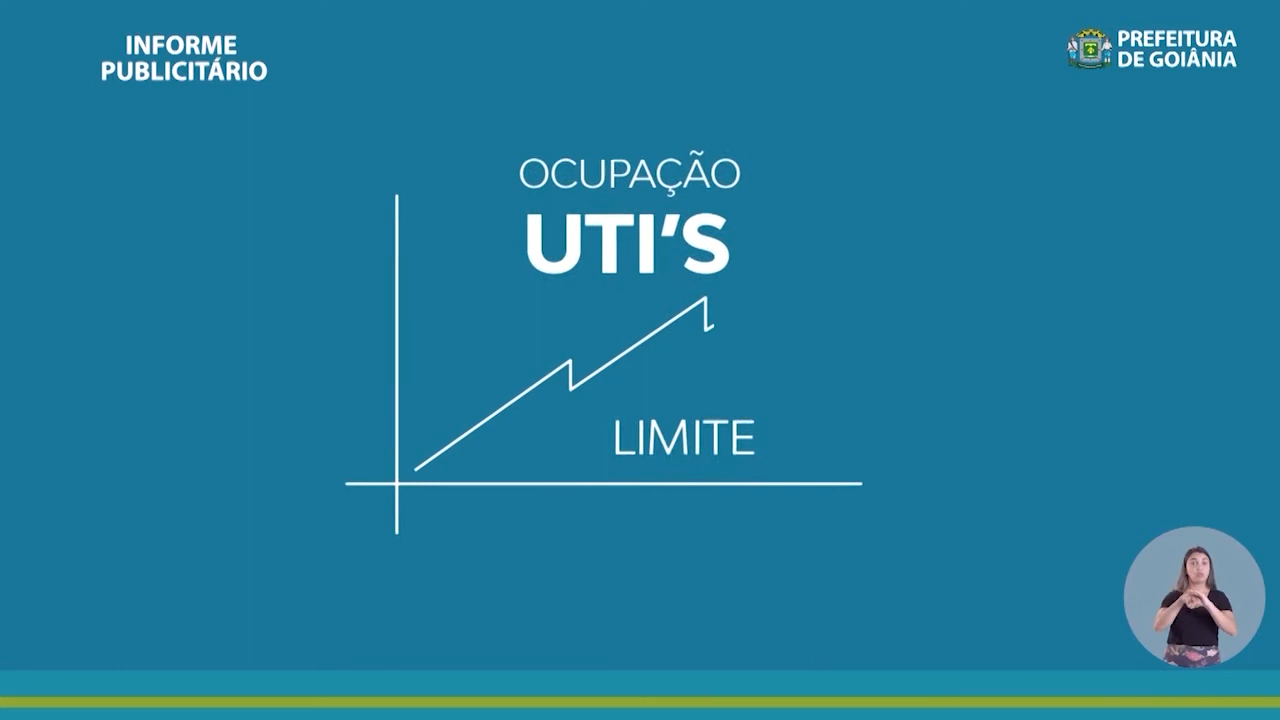 INFORME
PUBLICITÁRIO
PREFEITURA
DE GOIÂNIA
OCUPAÇÃO
UTI'S
LIMITE